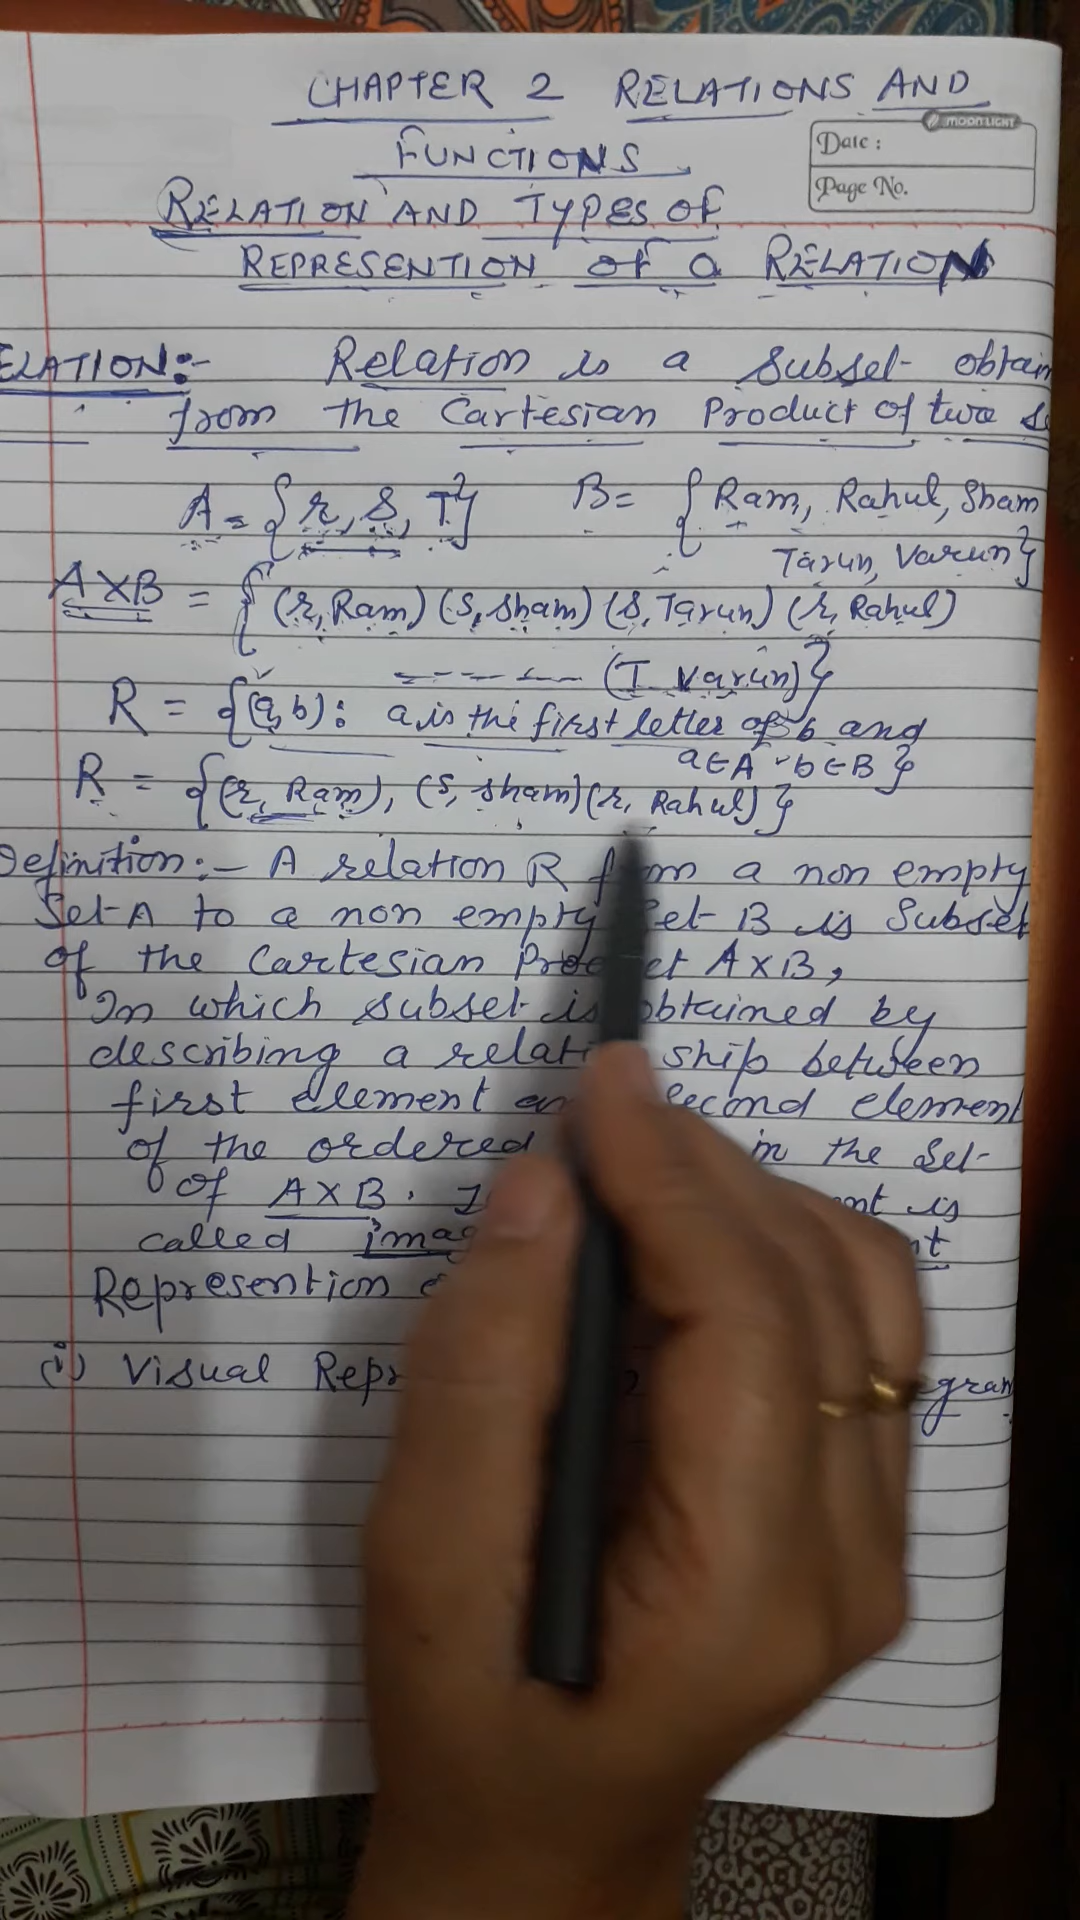 CHAPTER 2 RELATIONS AND
MOONLIGHT
Date :
FUNCTIONS
Page No.
RELATION AND TYPES OF
REPRESENTION OF a RELATION
ELATION:- Relation is a Subset obtain
from the Cartesian Product of two
A = {r, S, T} B = {Ram, Rahul, Sham
Tarun, Varun}
A×B = {(r, Ram) (S, Sham) (S, Tarun) (r, Rahul)
------ (T Varun)}
R = {(a, b): a is the first letter of b and
a∈A b∈B}
R = {(r, Ram), (S, Sham) (r, Rahul)}
Definition:- A relation R from a non empty
Set A to a non empty Set B is Subset
of the Cartesian Product A×B,
In which subset is obtained by
describing a relationship between
first element and Second element
of the ordered in the Set
of A×B. is
called
Represention
(i) Visual